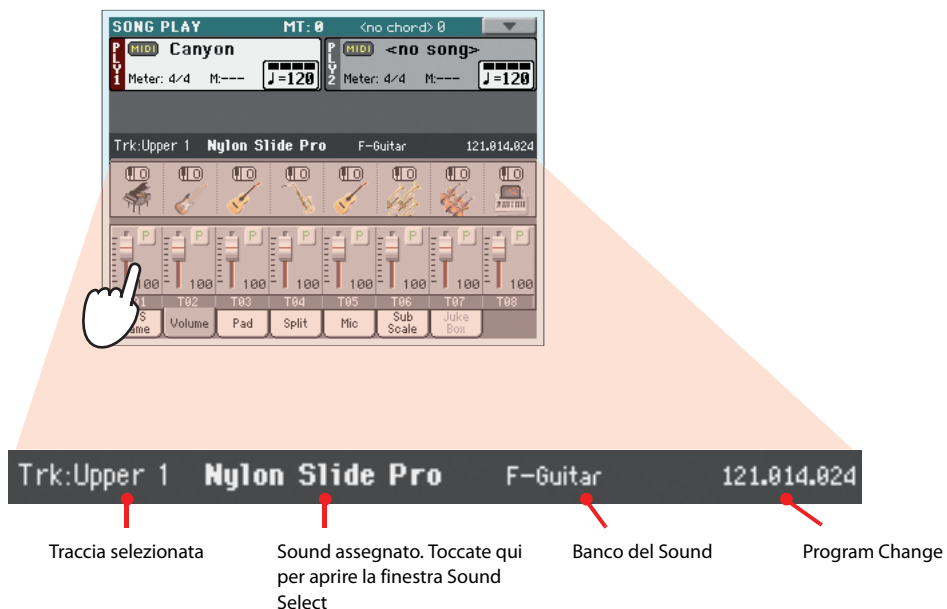 SONG PLAY MT: 0 <no chord> 0
PLY1 MIDI Canyon
Meter: 4/4 M:--- ♩=120
PLY2 MIDI <no song>
Meter: 4/4 M:--- ♩=120
Trk:Upper 1 Nylon Slide Pro F-Guitar 121.014.024
P P P P P P P P
100 100 100 100 100 100 100 100
T02 T03 T04 T05 T06 T07 T08
Volume Pad Split Mic Sub Scale Juke Box
Trk:Upper 1 Nylon Slide Pro F-Guitar 121.014.024
Traccia selezionata
Sound assegnato. Toccate qui
per aprire la finestra Sound
Select
Banco del Sound
Program Change